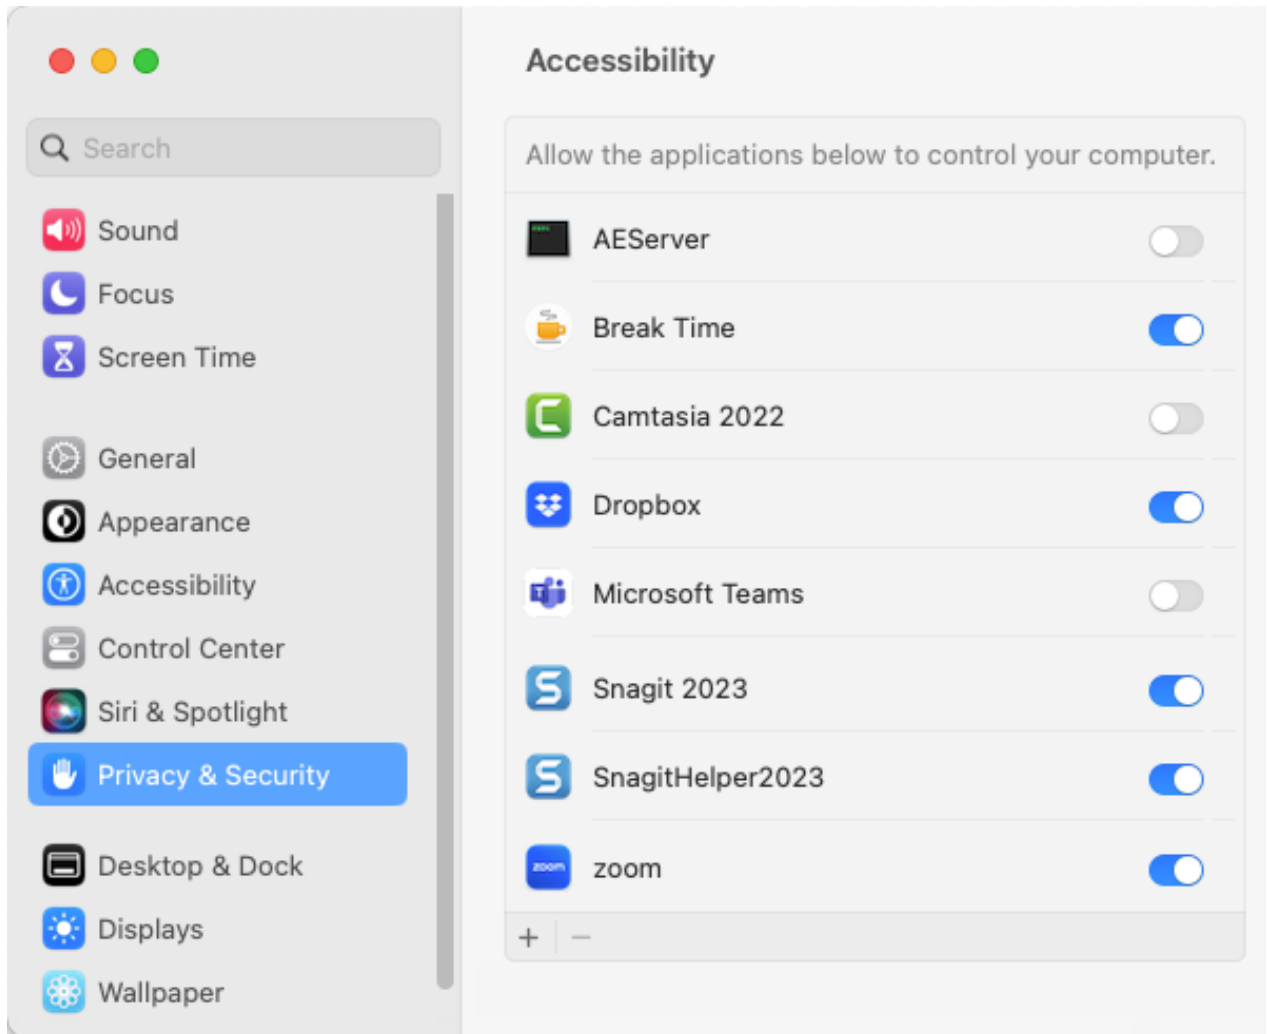 Accessibility
Search
Allow the applications below to control your computer.
Sound
Focus
Screen Time
General
Appearance
Accessibility
Control Center
Siri & Spotlight
Privacy & Security
Desktop & Dock
Displays
Wallpaper
AEServer
Break Time
Camtasia 2022
Dropbox
Microsoft Teams
Snagit 2023
SnagitHelper2023
zoom
zoom